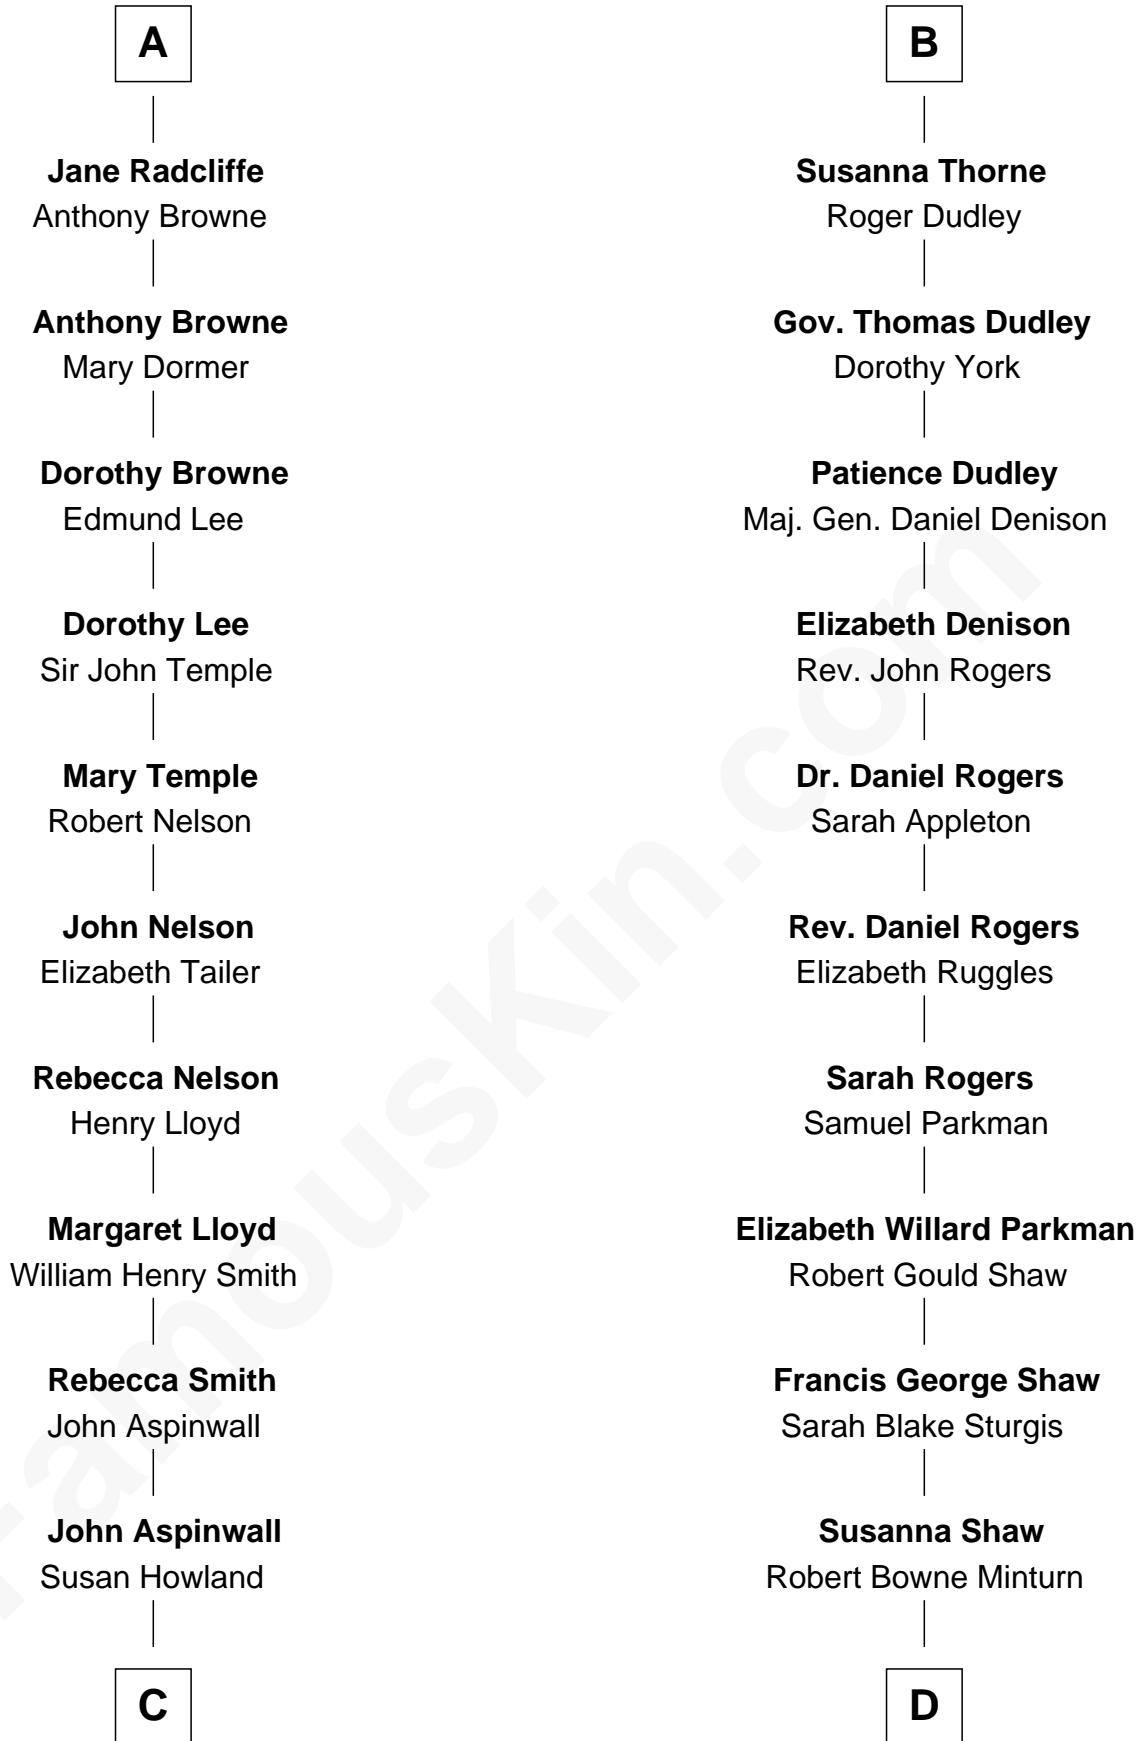 A
Jane Radcliffe
Anthony Browne
Anthony Browne
Mary Dormer
Dorothy Browne
Edmund Lee
Dorothy Lee
Sir John Temple
Mary Temple
Robert Nelson
John Nelson
Elizabeth Tailer
Rebecca Nelson
Henry Lloyd
Margaret Lloyd
William Henry Smith
Rebecca Smith
John Aspinwall
John Aspinwall
Susan Howland
C
B
Susanna Thorne
Roger Dudley
Gov. Thomas Dudley
Dorothy York
Patience Dudley
Maj. Gen. Daniel Denison
Elizabeth Denison
Rev. John Rogers
Dr. Daniel Rogers
Sarah Appleton
Rev. Daniel Rogers
Elizabeth Ruggles
Sarah Rogers
Samuel Parkman
Elizabeth Willard Parkman
Robert Gould Shaw
Francis George Shaw
Sarah Blake Sturgis
Susanna Shaw
Robert Bowne Minturn
D
FamousKin.com